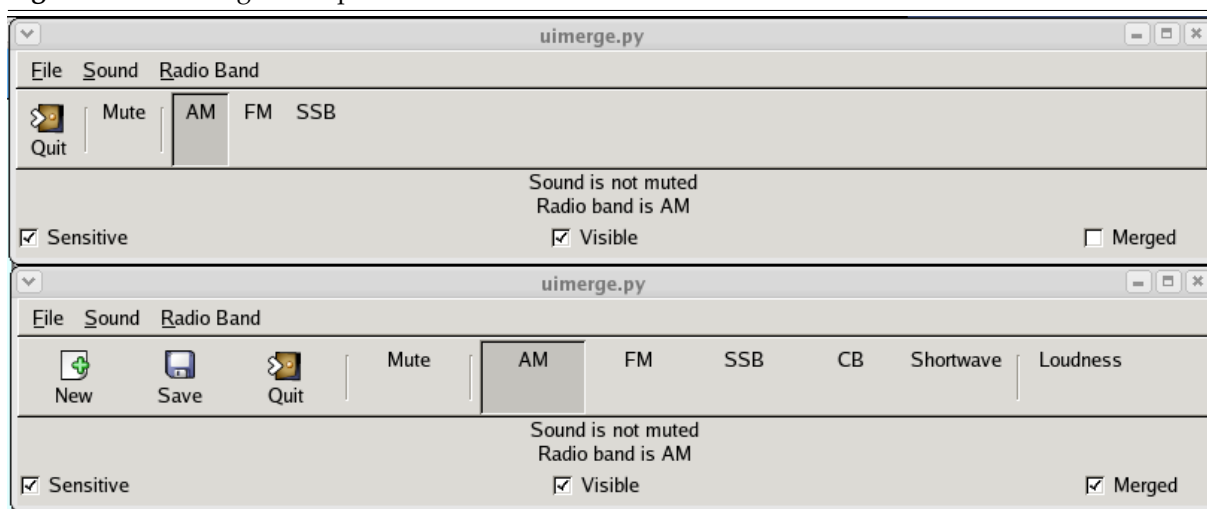 uimerge.py
File Sound Radio Band
Mute AM FM SSB
Quit
Sound is not muted
Radio band is AM
Sensitive Visible Merged
uimerge.py
File Sound Radio Band
Mute AM FM SSB CB Shortwave Loudness
New Save Quit
Sound is not muted
Radio band is AM
Sensitive Visible Merged